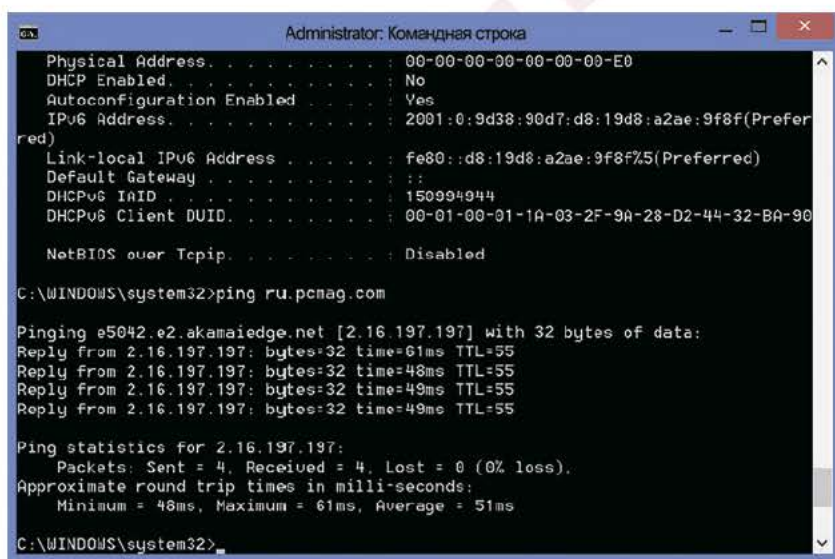 Administrator: Командная строка
Physical Address. . . . . . . . . : 00-00-00-00-00-00-00-E0
DHCP Enabled. . . . . . . . . . . : No
Autoconfiguration Enabled . . . . : Yes
IPv6 Address. . . . . . . . . . . : 2001:0:9d38:90d7:d8:19d8:a2ae:9f8f(Prefer
red)
Link-local IPv6 Address . . . . . : fe80::d8:19d8:a2ae:9f8f%5(Preferred)
Default Gateway . . . . . . . . . : ::
DHCPv6 IAID . . . . . . . . . . . : 150994944
DHCPv6 Client DUID. . . . . . . . : 00-01-00-01-1A-03-2F-9A-28-D2-44-32-BA-90
NetBIOS over Tcpip. . . . . . . . : Disabled
C:\WINDOWS\system32>ping ru.pcmag.com
Pinging e5042.e2.akamaiedge.net [2.16.197.197] with 32 bytes of data:
Reply from 2.16.197.197: bytes=32 time=61ms TTL=55
Reply from 2.16.197.197: bytes=32 time=48ms TTL=55
Reply from 2.16.197.197: bytes=32 time=49ms TTL=55
Reply from 2.16.197.197: bytes=32 time=49ms TTL=55
Ping statistics for 2.16.197.197:
Packets: Sent = 4, Received = 4, Lost = 0 (0% loss),
Approximate round trip times in milli-seconds:
Minimum = 48ms, Maximum = 61ms, Average = 51ms
C:\WINDOWS\system32>_